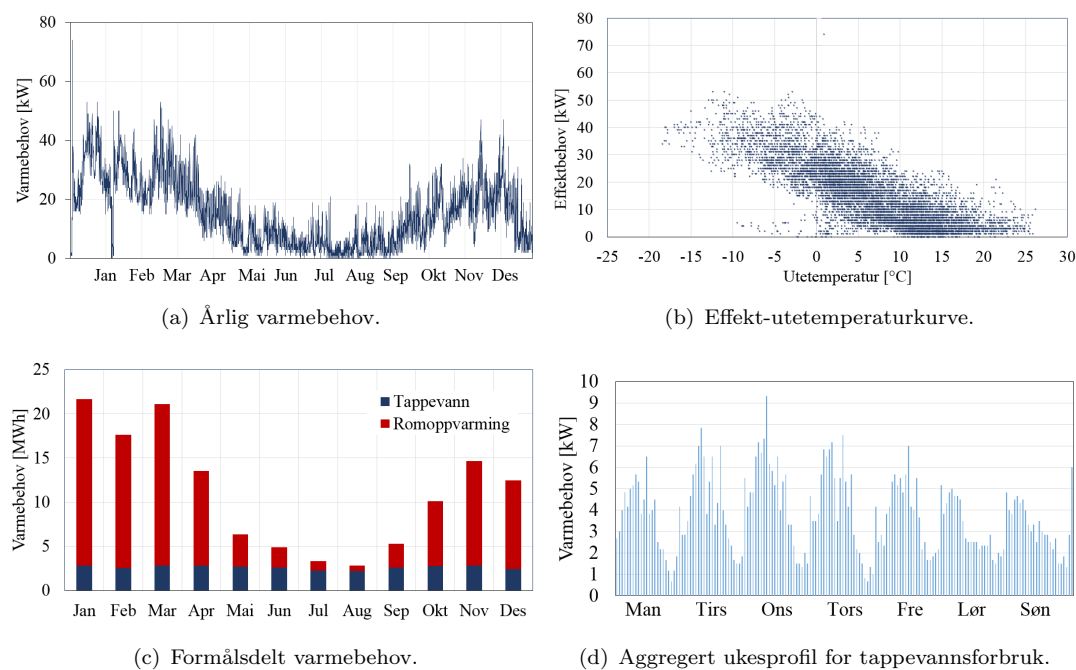 80
60
40
20
0
Varmebehov [kW]
Jan Feb Mar Apr Mai Jun Jul Aug Sep Okt Nov Des
(a) Årlig varmebehov.
80
70
60
50
40
30
20
10
0
Effektbehov [kW]
-25 -20 -15 -10 -5 0 5 10 15 20 25 30
Utetemperatur [°C]
(b) Effekt-utetemperaturkurve.
25
20
15
10
5
0
Varmebehov [MWh]
Tappevann
Romoppvarming
Jan Feb Mar Apr Mai Jun Jul Aug Sep Okt Nov Des
(c) Formålsdelt varmebehov.
10
9
8
7
6
5
4
3
2
1
0
Varmebehov [kW]
Man Tirs Ons Tors Fre Lør Søn
(d) Aggregert ukesprofil for tappevannsforbruk.